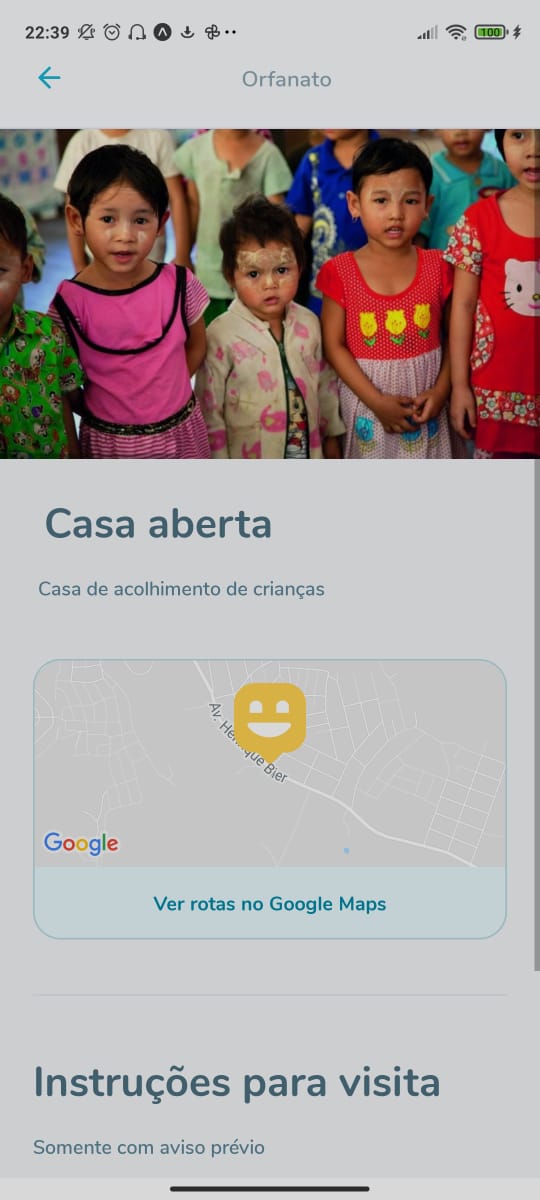 22:39
100
Orfanato
Casa aberta
Casa de acolhimento de crianças
Av. Henrique Bier
Google
Ver rotas no Google Maps
Instruções para visita
Somente com aviso prévio